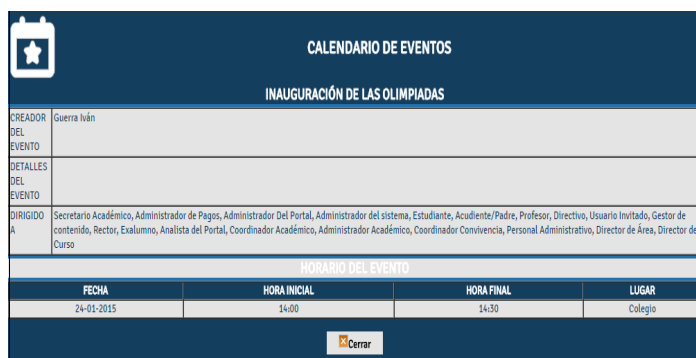 CALENDARIO DE EVENTOS
INAUGURACIÓN DE LAS OLIMPIADAS
CREADOR DEL EVENTO Guerra Iván
DETALLES DEL EVENTO
DIRIGIDO A Secretario Académico, Administrador de Pagos, Administrador Del Portal, Administrador del sistema, Estudiante, Acudiente/Padre, Profesor, Directivo, Usuario Invitado, Gestor de
contenido, Rector, Exalumno, Analista del Portal, Coordinador Académico, Administrador Académico, Coordinador Convivencia, Personal Administrativo, Director de Área, Director de
Curso
HORARIO DEL EVENTO
FECHA HORA INICIAL HORA FINAL LUGAR
24-01-2015 14:00 14:30 Colegio
Cerrar